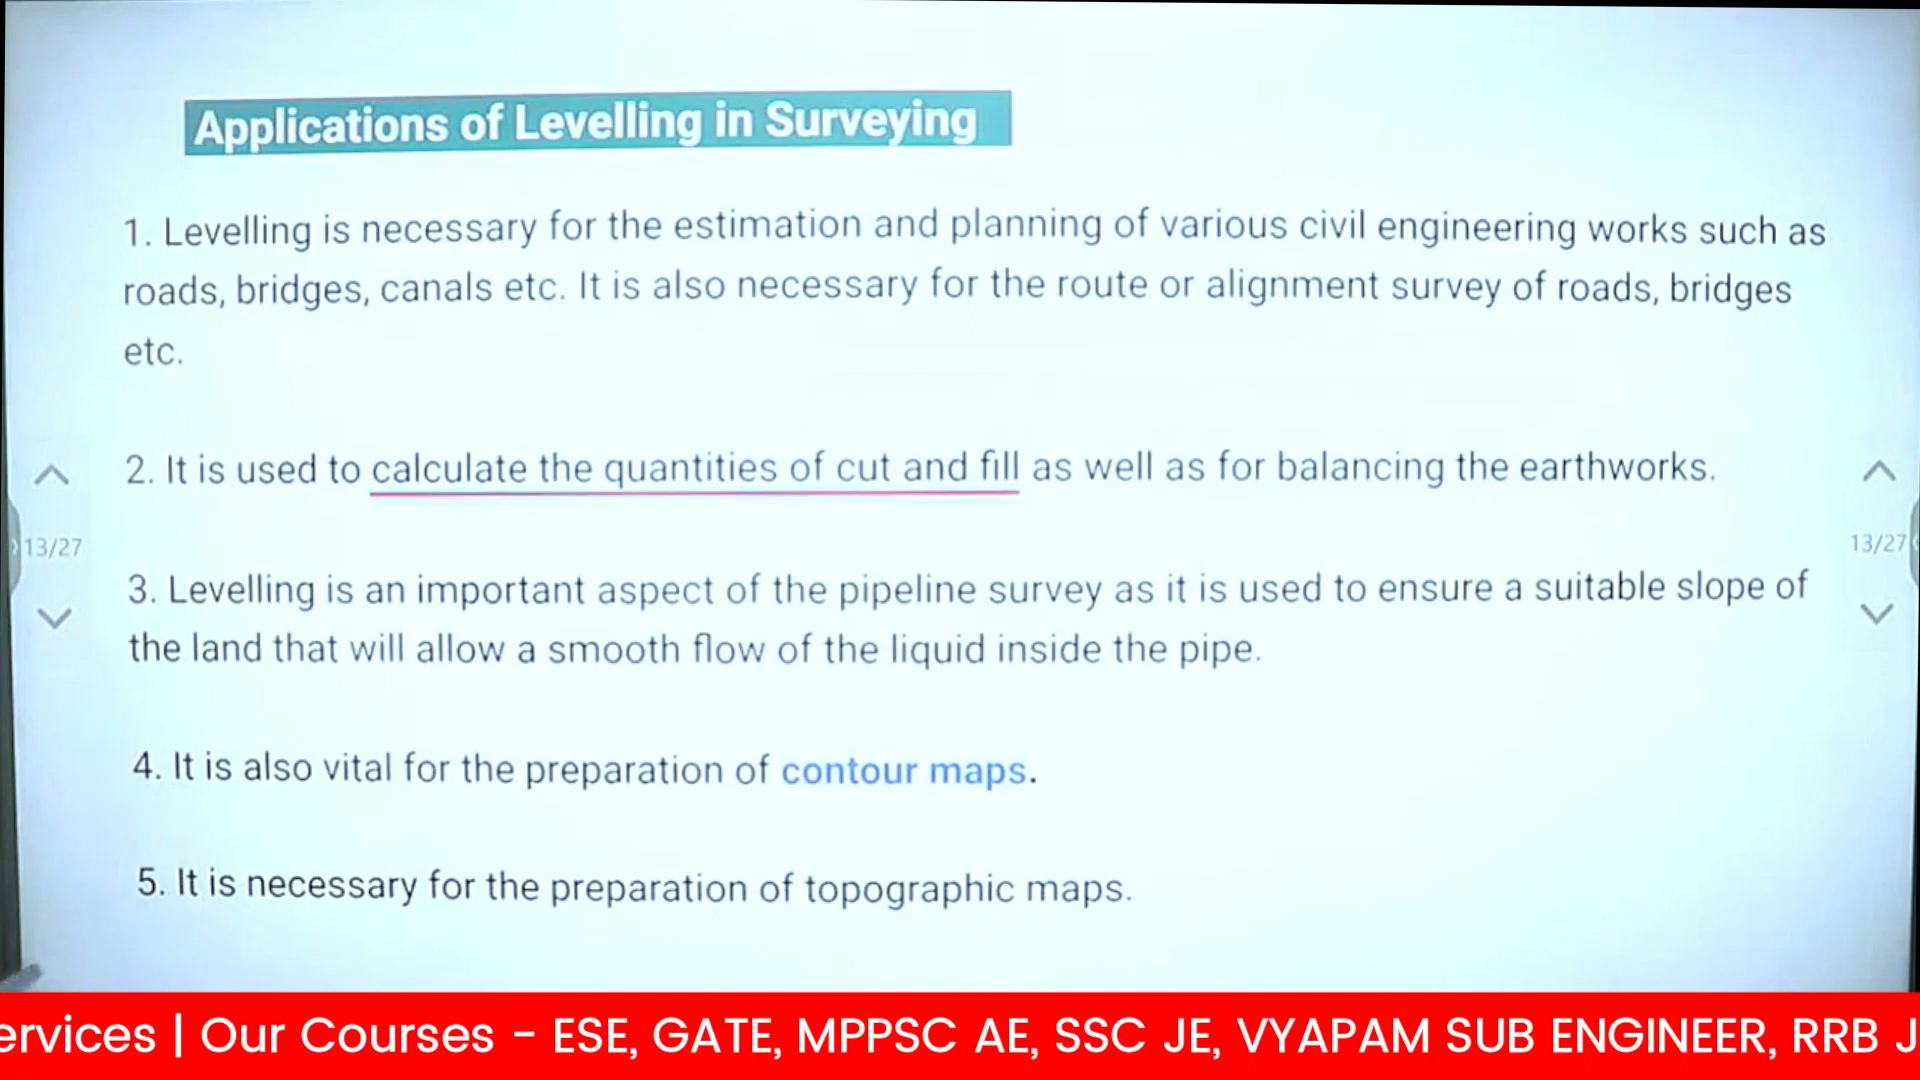 Applications of Levelling in Surveying
1. Levelling is necessary for the estimation and planning of various civil engineering works such as
roads, bridges, canals etc. It is also necessary for the route or alignment survey of roads, bridges
etc.
2. It is used to calculate the quantities of cut and fill as well as for balancing the earthworks.
13/27
13/27
3. Levelling is an important aspect of the pipeline survey as it is used to ensure a suitable slope of
the land that will allow a smooth flow of the liquid inside the pipe.
4. It is also vital for the preparation of contour maps.
5. It is necessary for the preparation of topographic maps.
ervices | Our Courses - ESE, GATE, MPPSC AE, SSC JE, VYAPAM SUB ENGINEER, RRB J